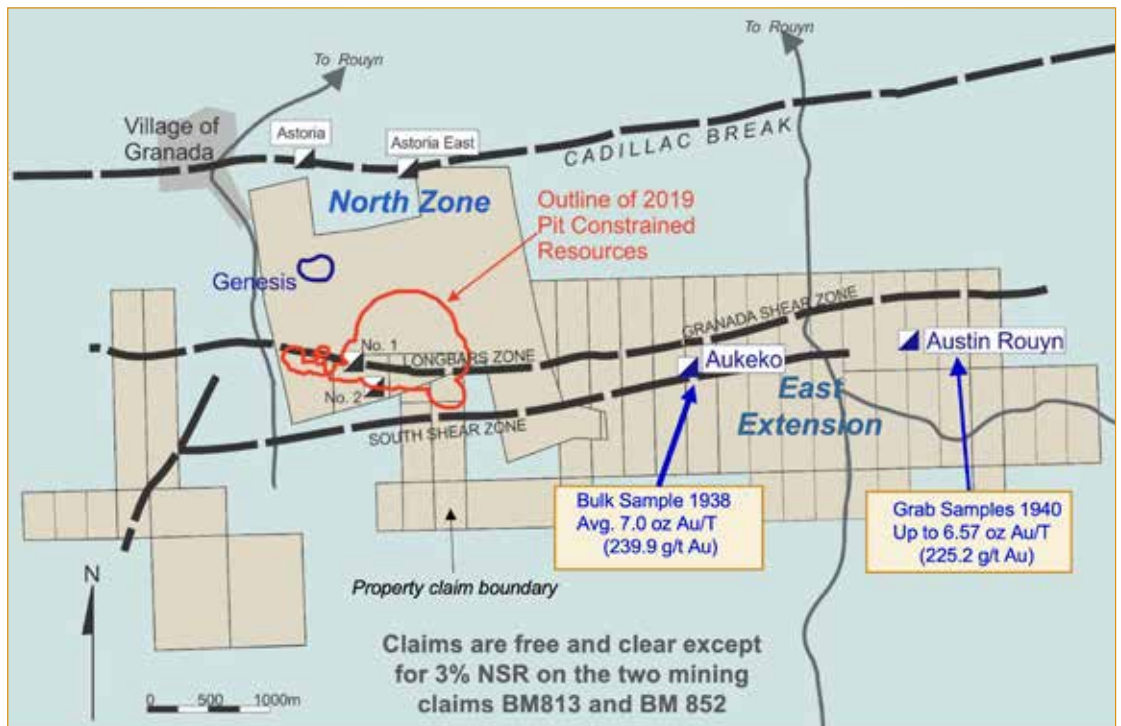 To Rouyn
To Rouyn
Village of
Granada
Astoria
Astoria East
CADILLAC BREAK
North Zone
Outline of 2019
Pit Constrained
Resources
Genesis
GRANADA SHEAR ZONE
No. 1
LONGBARS ZONE
Aukeko
Austin Rouyn
No. 2
East
Extension
SOUTH SHEAR ZONE
Bulk Sample 1938
Avg. 7.0 oz Au/T
(239.9 g/t Au)
Grab Samples 1940
Up to 6.57 oz Au/T
(225.2 g/t Au)
N
Property claim boundary
Claims are free and clear except
for 3% NSR on the two mining
claims BM813 and BM 852
0 500 1000m